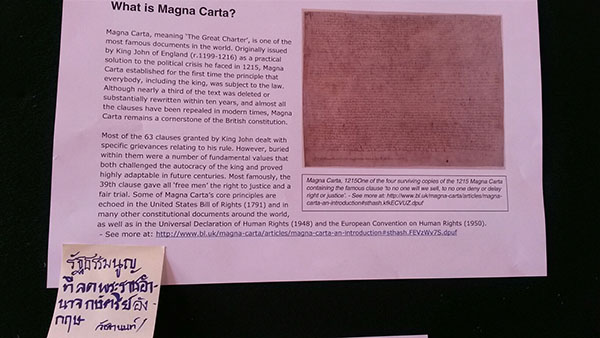 What is Magna Carta?
Magna Carta, meaning 'The Great Charter', is one of the
most famous documents in the world. Originally issued
by King John of England (r.1199-1216) as a practical
solution to the political crisis he faced in 1215, Magna
Carta established for the first time the principle that
everybody, including the king, was subject to the law.
Although nearly a third of the text was deleted or
substantially rewritten within ten years, and almost all
the clauses have been repealed in modern times, Magna
Carta remains a cornerstone of the British constitution.
Most of the 63 clauses granted by King John dealt with
specific grievances relating to his rule. However, buried
within them were a number of fundamental values that
both challenged the autocracy of the king and proved
highly adaptable in future centuries. Most famously, the
39th clause gave all 'free men' the right to justice and a
fair trial. Some of Magna Carta's core principles are
echoed in the United States Bill of Rights (1791) and in
many other constitutional documents around the world,
as well as in the Universal Declaration of Human Rights (1948) and the European Convention on Human Rights (1950).
- See more at: http://www.bl.uk/magna-carta/articles/magna-carta-an-introduction#sthash.FEVzWv7S.dpuf
Magna Carta, 1215One of the four surviving copies of the 1215 Magna Carta
containing the famous clause 'to no one will we sell, to no one deny or delay
right or justice'. - See more at: http://www.bl.uk/magna-carta/articles/magna-
carta-an-introduction#sthash.kfkECVUZ.dpuf
รัฐธรรมนูญ
ที่ลดพระราชอำ-
นาจกษัตริย์อัง-
กฤษ